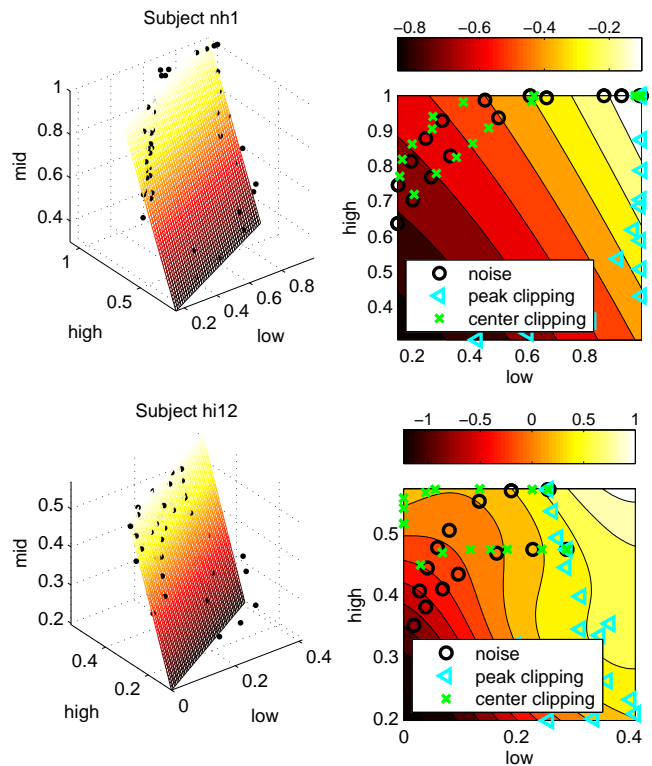 Subject nh1
1
0.8
0.6
0.4
mid
1
0.5
high
0.2 0.4 0.6 0.8
low
−0.8 −0.6 −0.4 −0.2
1
0.9
0.8
0.7
0.6
0.5
0.4
high
noise
peak clipping
center clipping
0.2 0.4 0.6 0.8
low
Subject hi12
0.5
0.4
0.3
0.2
mid
0.4
0.2
high
0 0.2 0.4
low
−1 −0.5 0 0.5 1
0.5
0.4
0.3
0.2
high
noise
peak clipping
center clipping
0 0.2 0.4
low